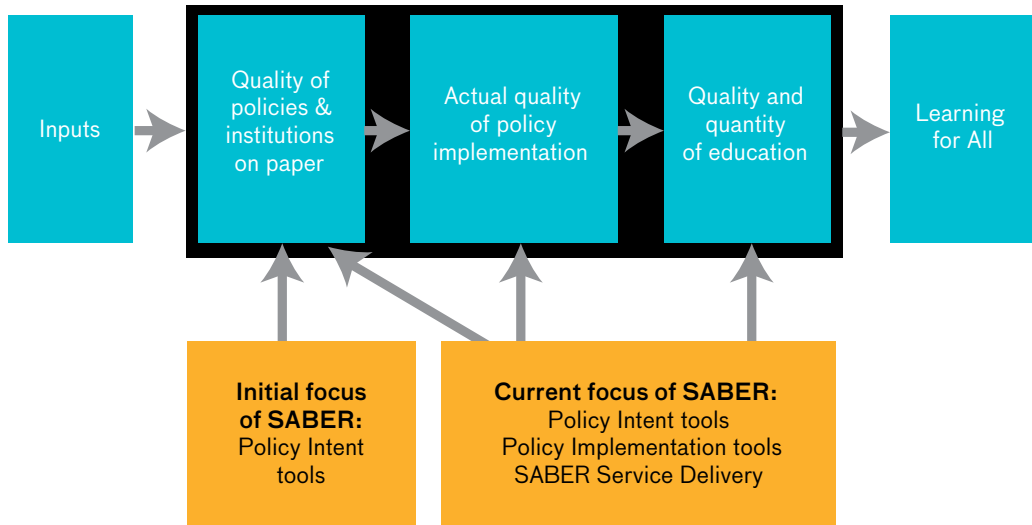 Inputs
Quality of
policies &
institutions
on paper
Actual quality
of policy
implementation
Quality and
quantity
of education
Learning
for All
Initial focus
of SABER:
Policy Intent
tools
Current focus of SABER:
Policy Intent tools
Policy Implementation tools
SABER Service Delivery